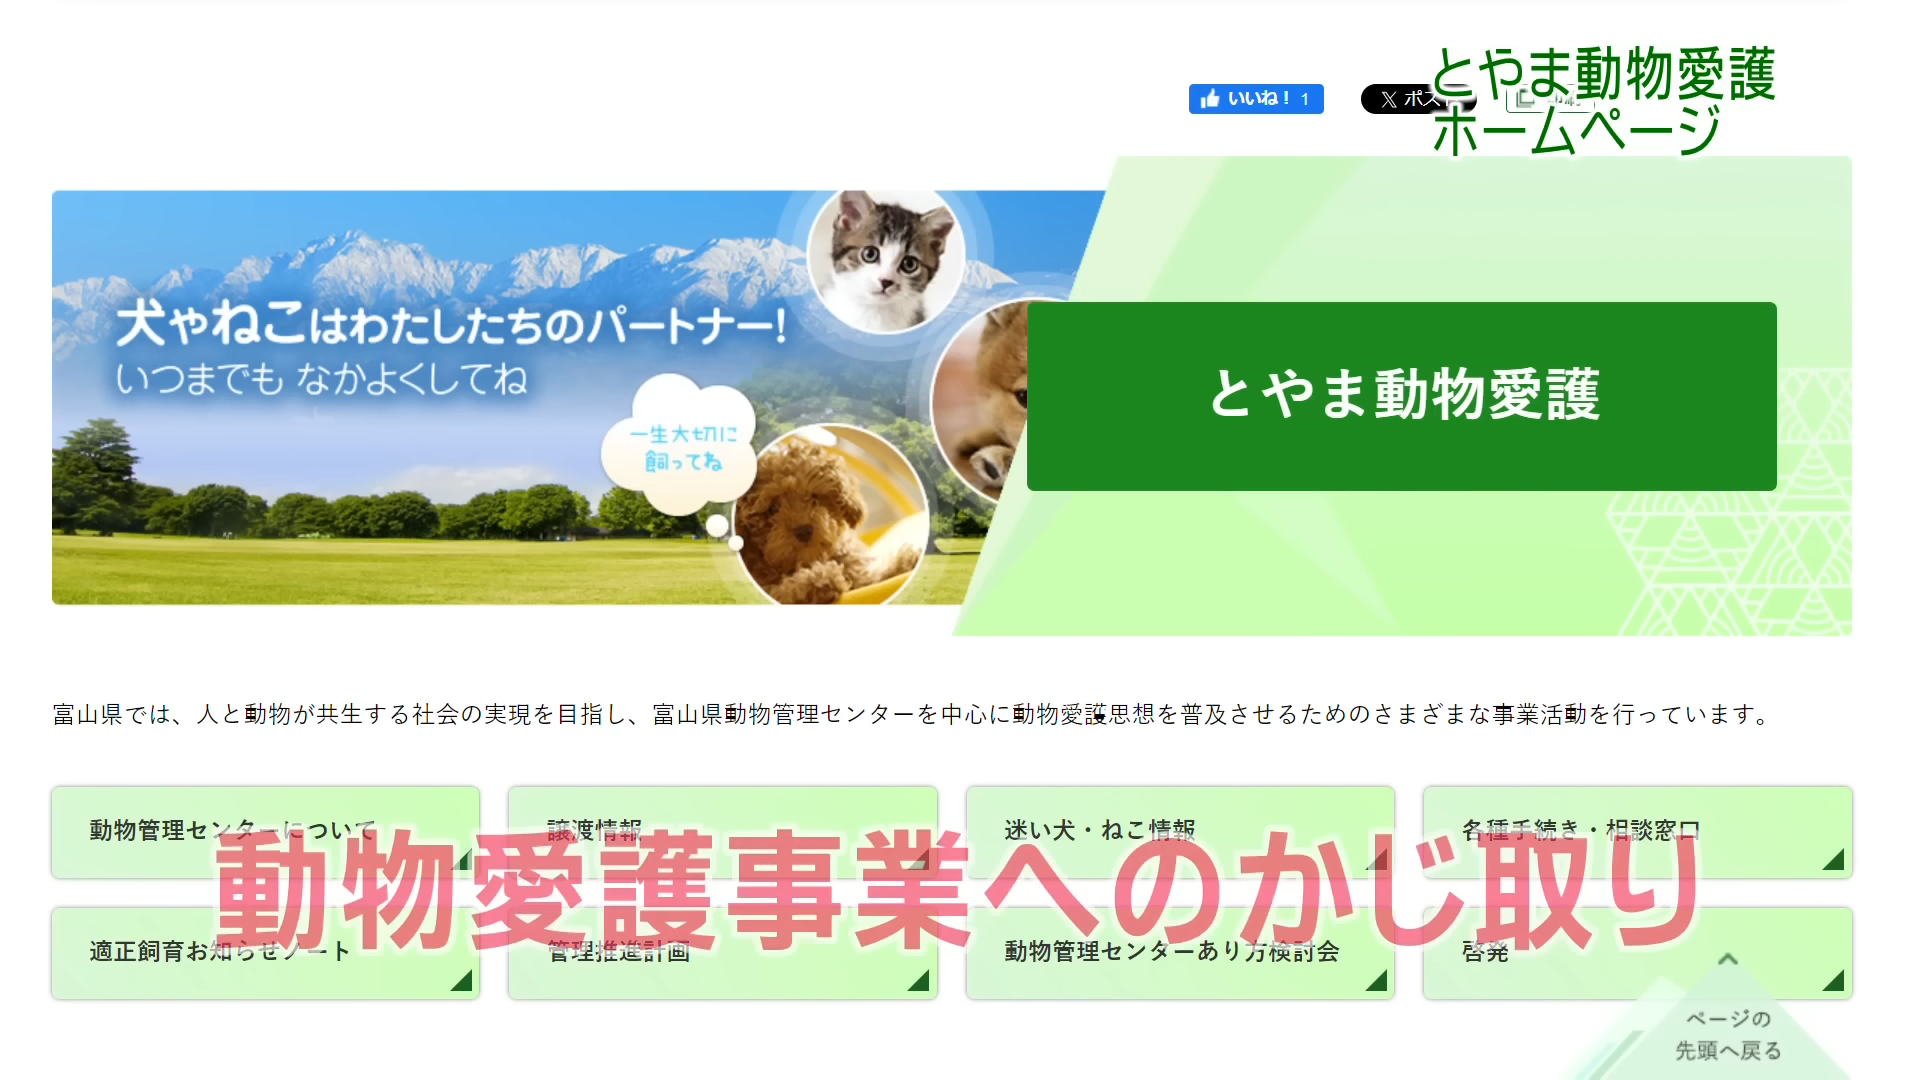 とやま動物愛護
ホームページ
いいね！ 1
ポスト
犬やねこはわたしたちのパートナー!
いつまでも なかよくしてね
一生大切に
飼ってね
とやま動物愛護
富山県では、人と動物が共生する社会の実現を目指し、富山県動物管理センターを中心に動物愛護思想を普及させるためのさまざまな事業活動を行っています。
動物管理センターについて
譲渡情報
迷い犬・ねこ情報
各種手続き・相談窓口
動物愛護事業へのかじ取り
適正飼育お知らせノート
管理推進計画
動物管理センターあり方検討会
啓発
ページの
先頭へ戻る